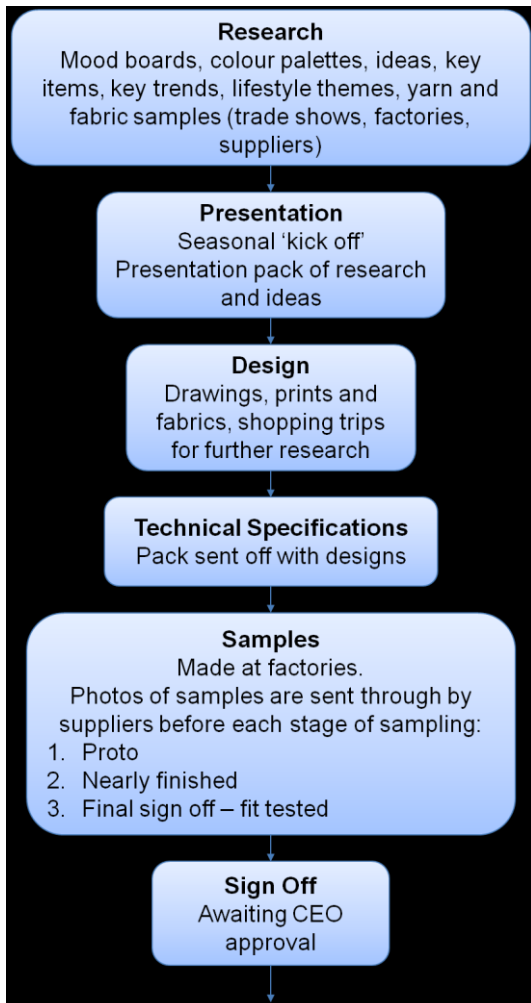 Research
Mood boards, colour palettes, ideas, key
items, key trends, lifestyle themes, yarn and
fabric samples (trade shows, factories,
suppliers)
Presentation
Seasonal ‘kick off’
Presentation pack of research
and ideas
Design
Drawings, prints and
fabrics, shopping trips
for further research
Technical Specifications
Pack sent off with designs
Samples
Made at factories.
Photos of samples are sent through by
suppliers before each stage of sampling:
1. Proto
2. Nearly finished
3. Final sign off – fit tested
Sign Off
Awaiting CEO
approval